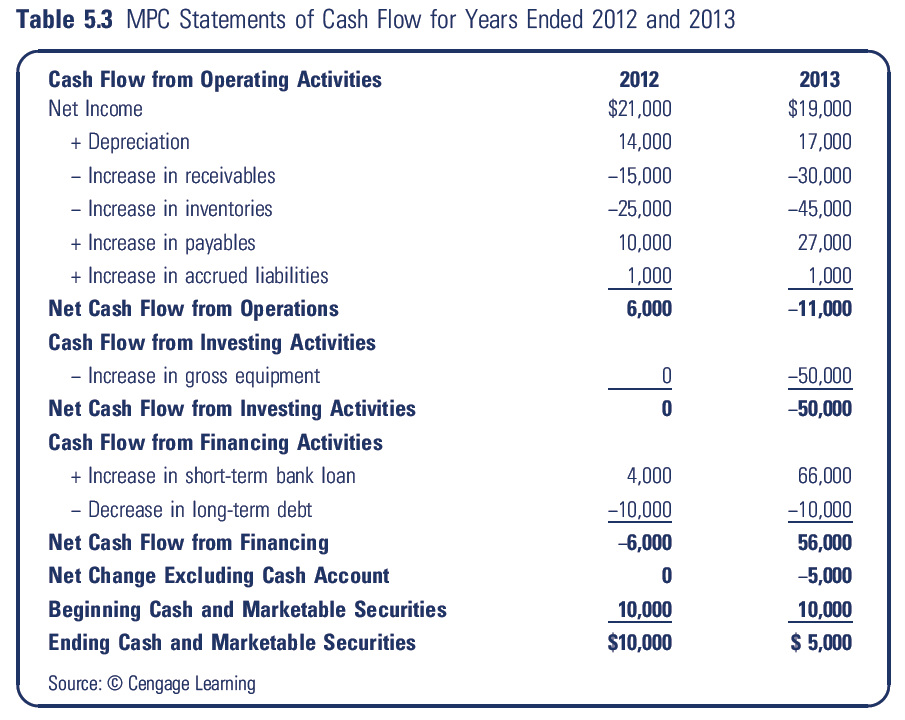 Table 5.3 MPC Statements of Cash Flow for Years Ended 2012 and 2013
Cash Flow from Operating Activities 2012 2013
Net Income $21,000 $19,000
+ Depreciation 14,000 17,000
– Increase in receivables –15,000 –30,000
– Increase in inventories –25,000 –45,000
+ Increase in payables 10,000 27,000
+ Increase in accrued liabilities 1,000 1,000
Net Cash Flow from Operations 6,000 –11,000
Cash Flow from Investing Activities
– Increase in gross equipment 0 –50,000
Net Cash Flow from Investing Activities 0 –50,000
Cash Flow from Financing Activities
+ Increase in short-term bank loan 4,000 66,000
– Decrease in long-term debt –10,000 –10,000
Net Cash Flow from Financing –6,000 56,000
Net Change Excluding Cash Account 0 –5,000
Beginning Cash and Marketable Securities 10,000 10,000
Ending Cash and Marketable Securities $10,000 $ 5,000
Source: © Cengage Learning